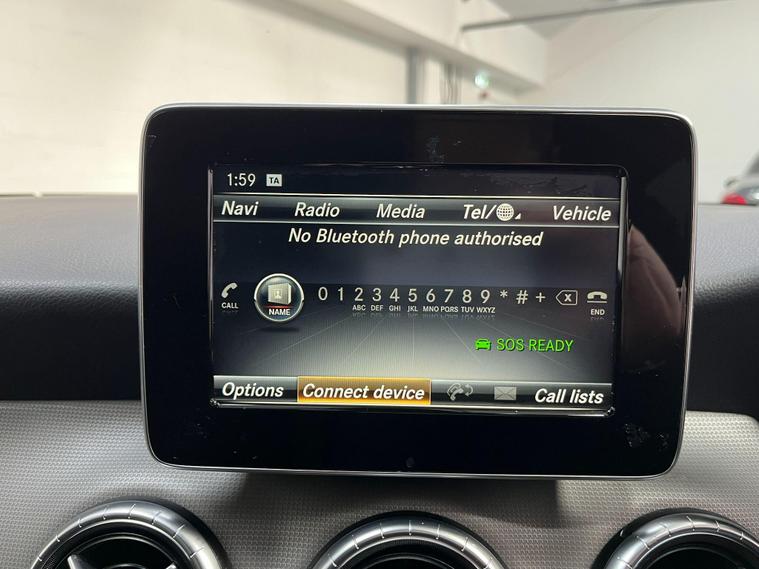 1:59 TA
Navi Radio Media Tel/ Vehicle
No Bluetooth phone authorised
0 1 2 3 4 5 6 7 8 9 * # +
ABC DEF GHI JKL MNO PQRS TUV WXYZ
CALL NAME END
SOS READY
Options Connect device Call lists